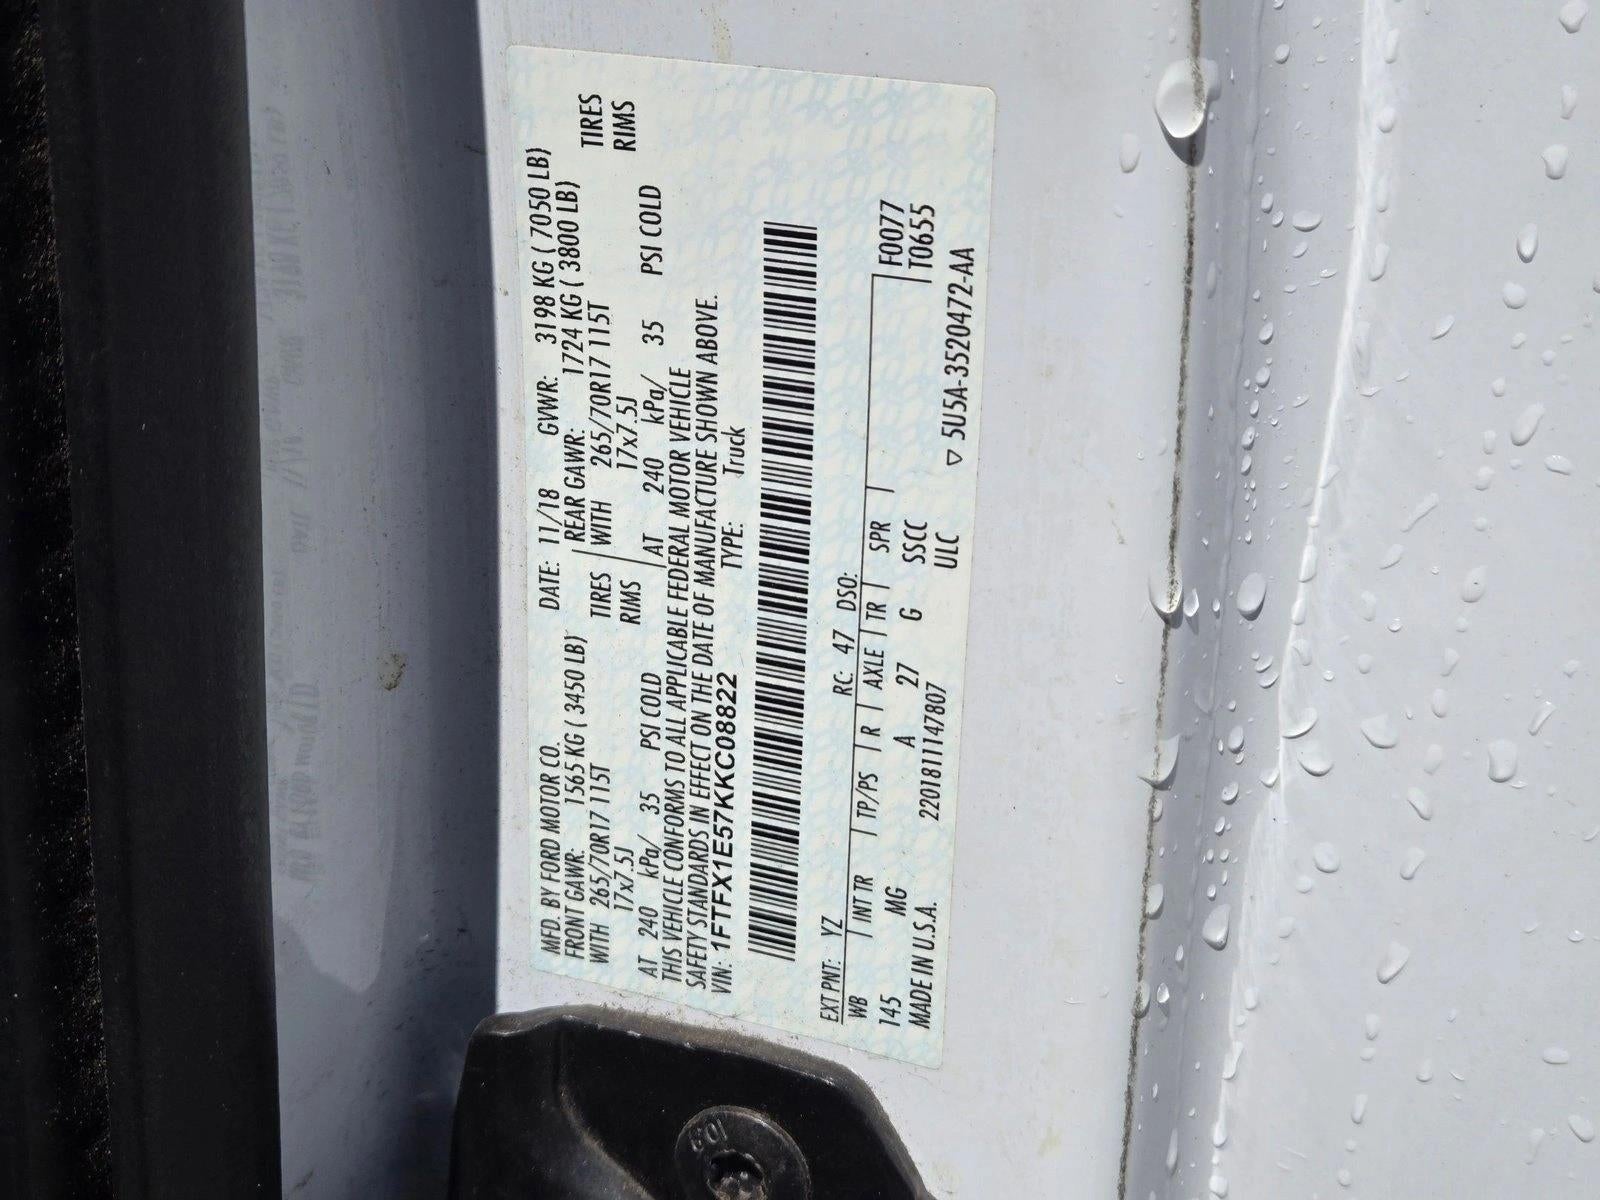 MFD. BY FORD MOTOR CO. DATE: 11/18 GVWR: 3198 KG ( 7050 LB)
FRONT GAWR: 1565 KG ( 3450 LB) REAR GAWR: 1724 KG ( 3800 LB)
WITH 265/70R17 115T TIRES WITH 265/70R17 115T TIRES
17x7.5J RIMS 17x7.5J RIMS
AT 240 kPa/ 35 PSI COLD AT 240 kPa/ 35 PSI COLD
THIS VEHICLE CONFORMS TO ALL APPLICABLE FEDERAL MOTOR VEHICLE
SAFETY STANDARDS IN EFFECT ON THE DATE OF MANUFACTURE SHOWN ABOVE.
VIN: 1FTFX1E57KKC08822 TYPE: Truck
EXT PNT: YZ RC: 47 DSO: F0077
WB INT TR TP/PS R AXLE TR SPR T0655
145 MG A 27 G SSCC
MADE IN U.S.A. 220181114​7807 ULC ▽ 5U5A-3520472-AA